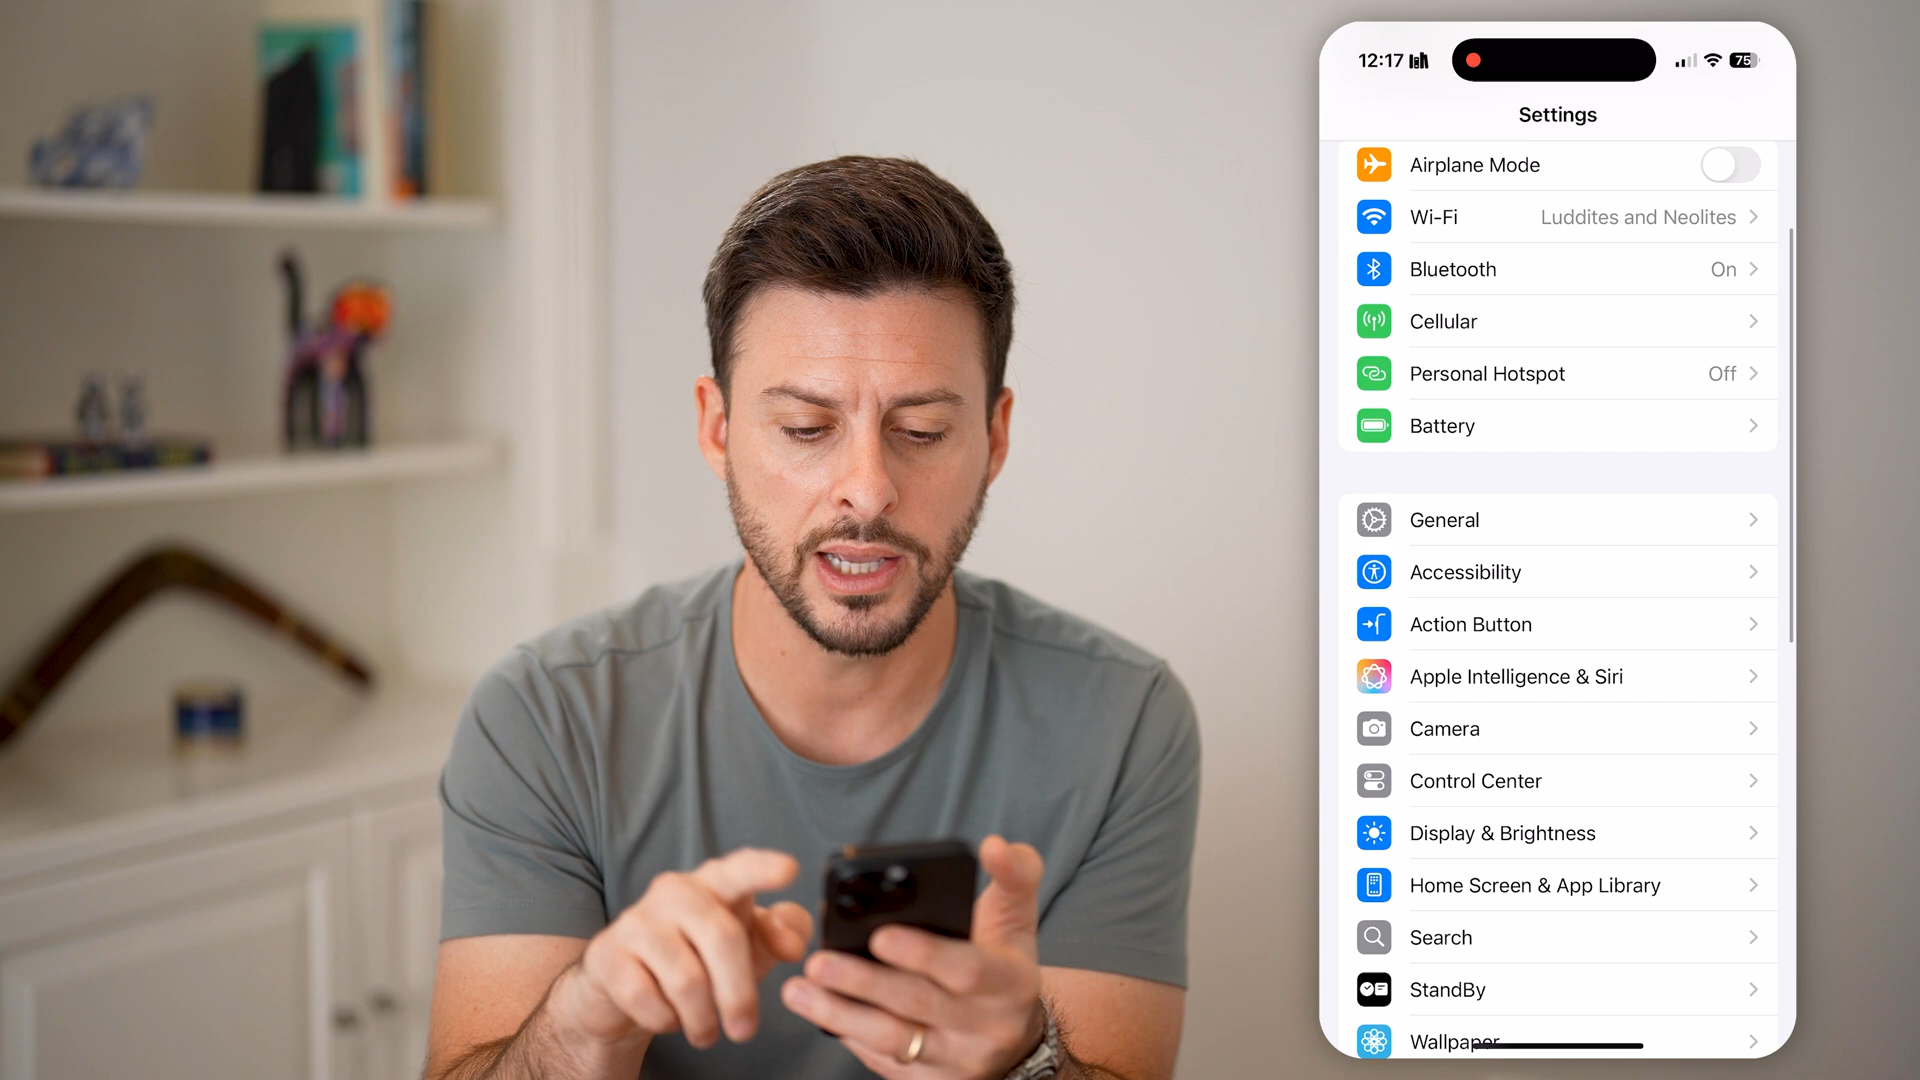 12:17 75
Settings
Airplane Mode
Wi-Fi Luddites and Neolites
Bluetooth On
Cellular
Personal Hotspot Off
Battery
General
Accessibility
Action Button
Apple Intelligence & Siri
Camera
Control Center
Display & Brightness
Home Screen & App Library
Search
StandBy
Wallpaper